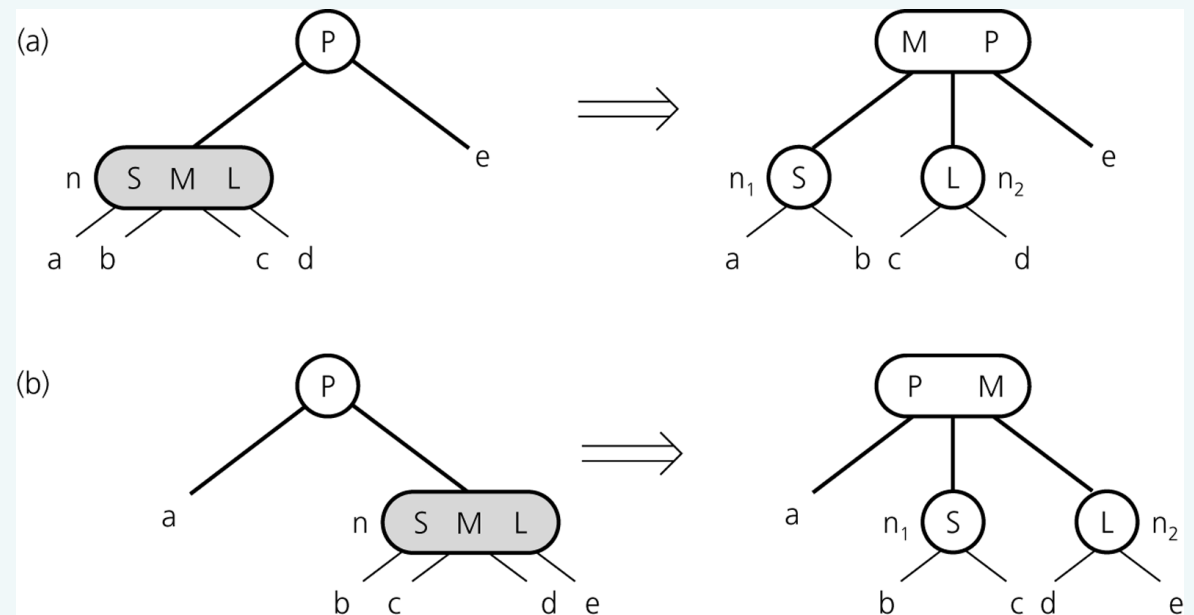 (a)
P
M P
e
e
n S M L
n₁ S
L n₂
a b c d
a b c d
(b)
P
P M
a
a
n S M L
n₁ S
L n₂
b c d e
b c d e